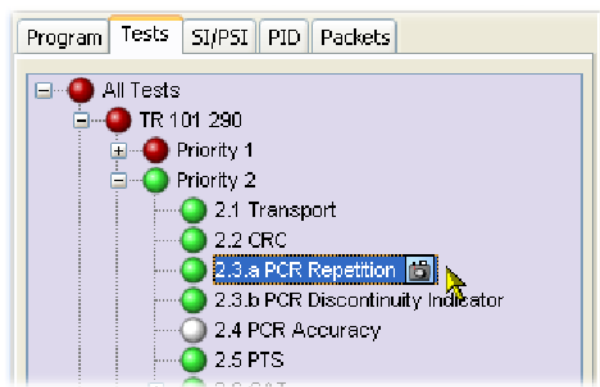 Program Tests SI/PSI PID Packets
All Tests
TR 101 290
Priority 1
Priority 2
2.1 Transport
2.2 CRC
2.3.a PCR Repetition
2.3.b PCR Discontinuity Indicator
2.4 PCR Accuracy
2.5 PTS